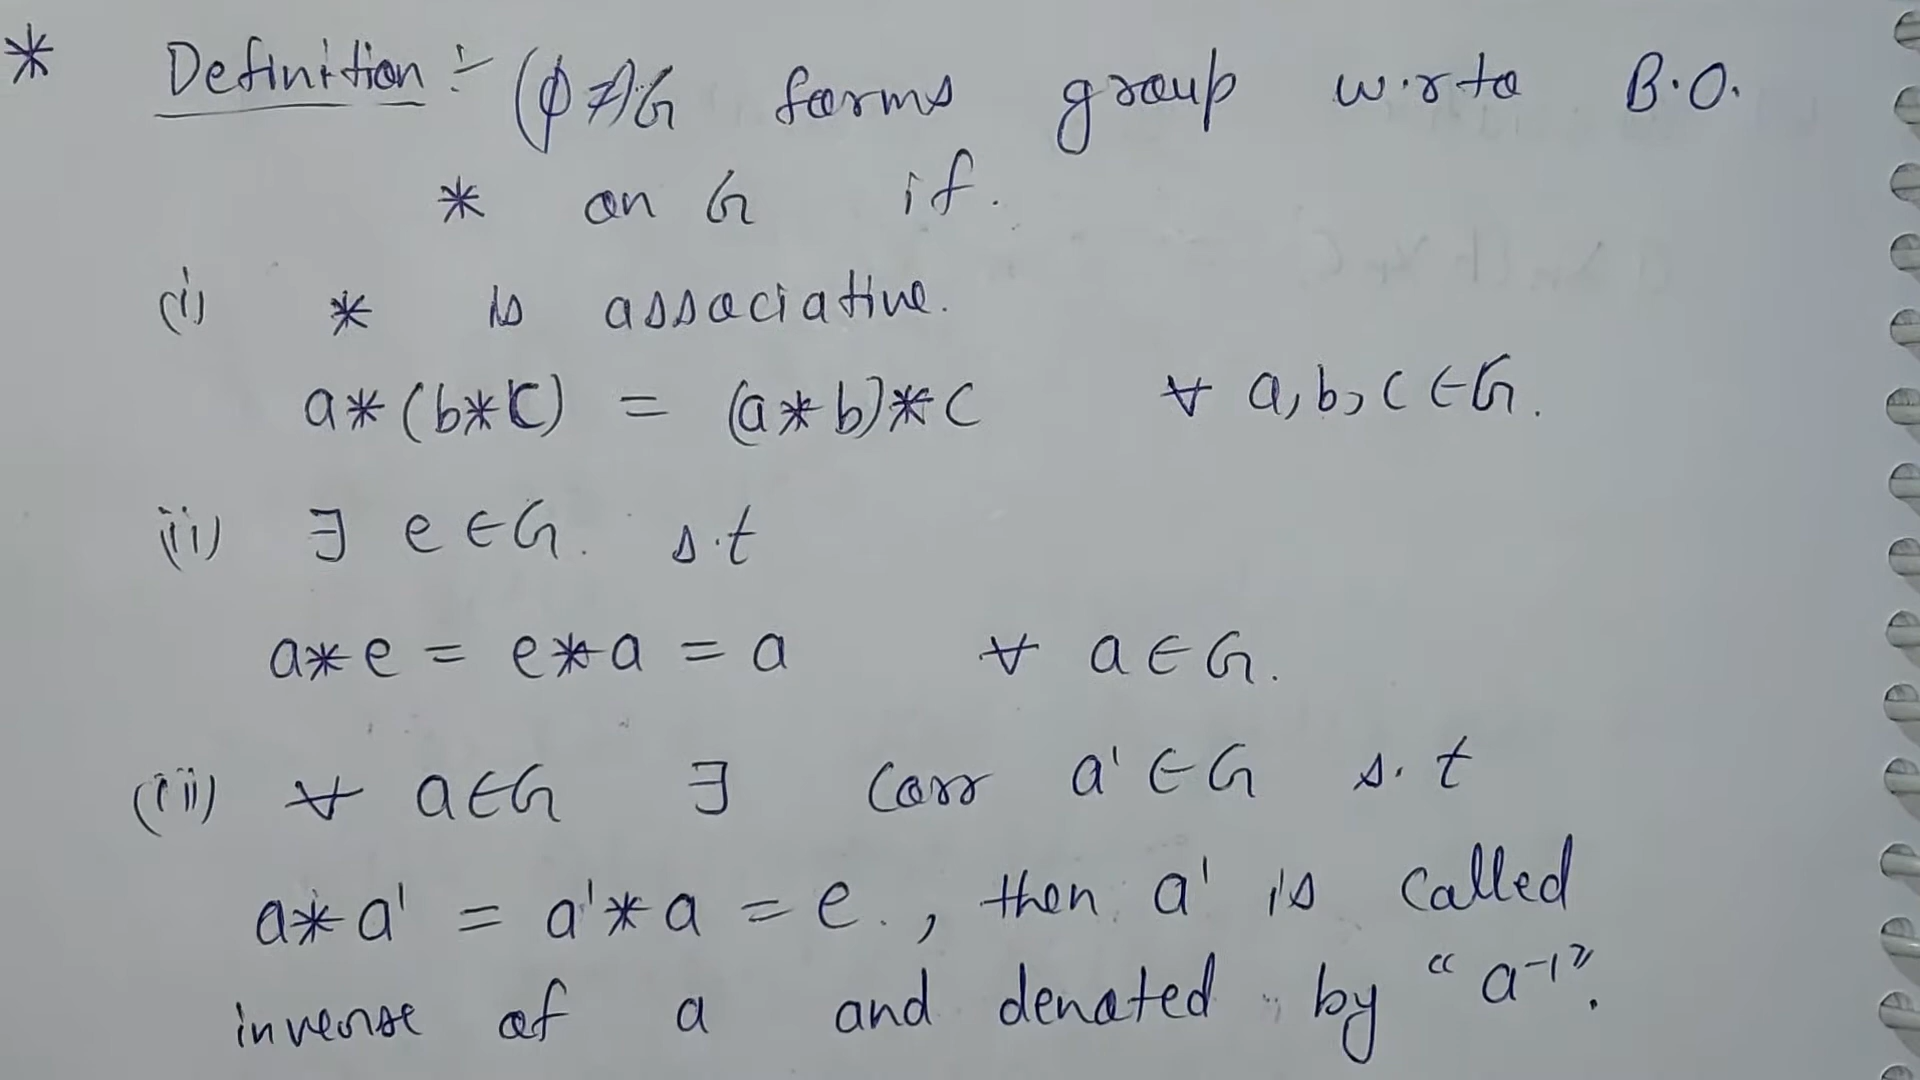 * Definition :- (ϕ ≠) G forms group w.r.to B.O.
* on G if.
(i) * is associative.
a*(b*c) = (a*b)*c ∀ a,b,c ∈ G.
(ii) ∃ e ∈ G. s.t
a*e = e*a = a ∀ a ∈ G.
(iii) ∀ a ∈ G ∃ corr a' ∈ G s.t
a*a' = a'*a = e., then a' is called
inverse of a and denoted by “a⁻¹”.